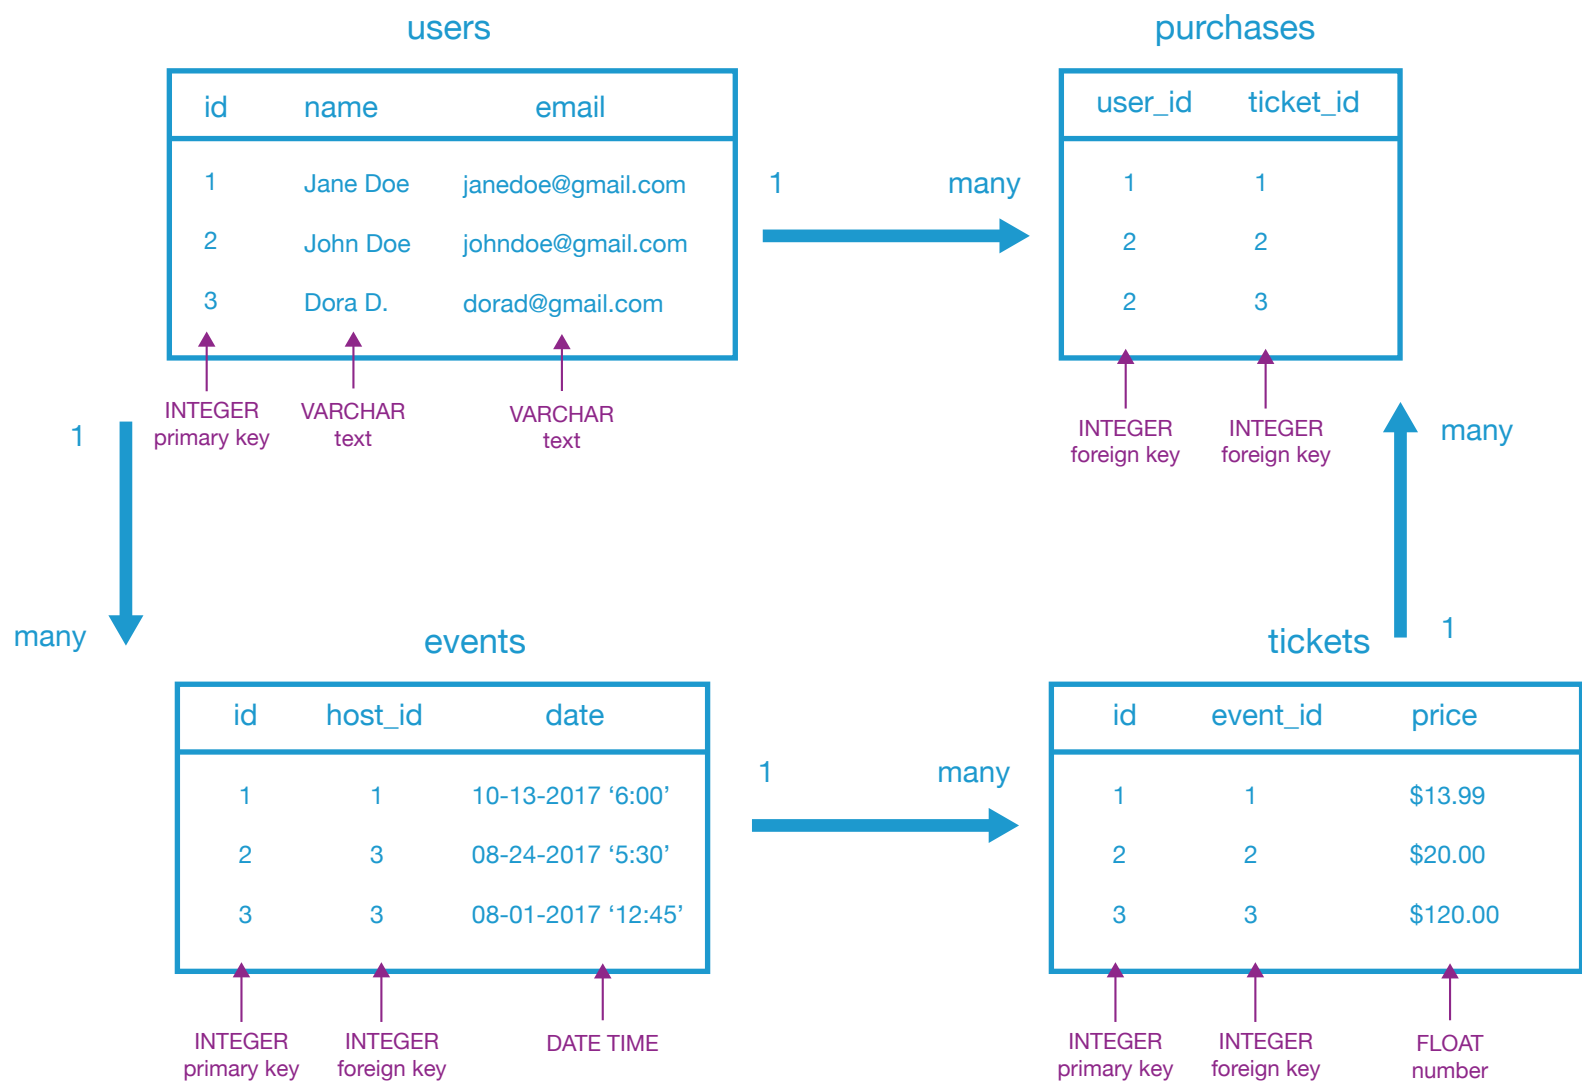 users
id name email
1 Jane Doe janedoe@gmail.com
2 John Doe johndoe@gmail.com
3 Dora D. dorad@gmail.com
INTEGER
primary key
VARCHAR
text
VARCHAR
text
1 many
purchases
user_id ticket_id
1 1
2 2
2 3
INTEGER
foreign key
INTEGER
foreign key
1
many
many
1
events
id host_id date
1 1 10-13-2017 ‘6:00’
2 3 08-24-2017 ‘5:30’
3 3 08-01-2017 ‘12:45’
INTEGER
primary key
INTEGER
foreign key
DATE TIME
1 many
tickets
id event_id price
1 1 $13.99
2 2 $20.00
3 3 $120.00
INTEGER
primary key
INTEGER
foreign key
FLOAT
number